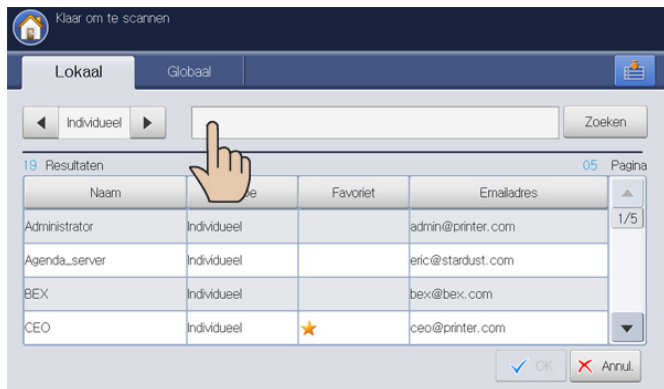 Klaar om te scannen
Lokaal Globaal
Individueel Zoeken
19 Resultaten 05 Pagina
Naam Favoriet Emailadres
Administrator Individueel admin@printer.com 1/5
Agenda_server Individueel eric@stardust.com
BEX Individueel bex@bex.com
CEO Individueel ceo@printer.com
OK Annul.